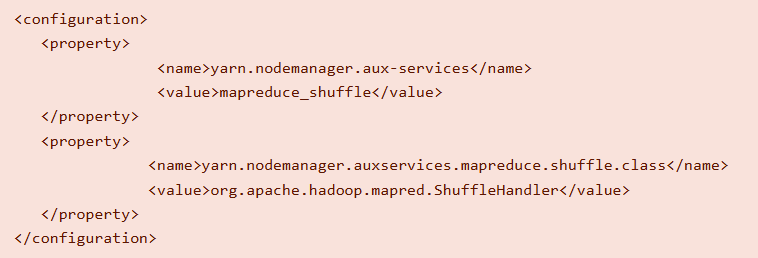 <configuration>
<property>
<name>yarn.nodemanager.aux-services</name>
<value>mapreduce_shuffle</value>
</property>
<property>
<name>yarn.nodemanager.auxservices.mapreduce.shuffle.class</name>
<value>org.apache.hadoop.mapred.ShuffleHandler</value>
</property>
</configuration>